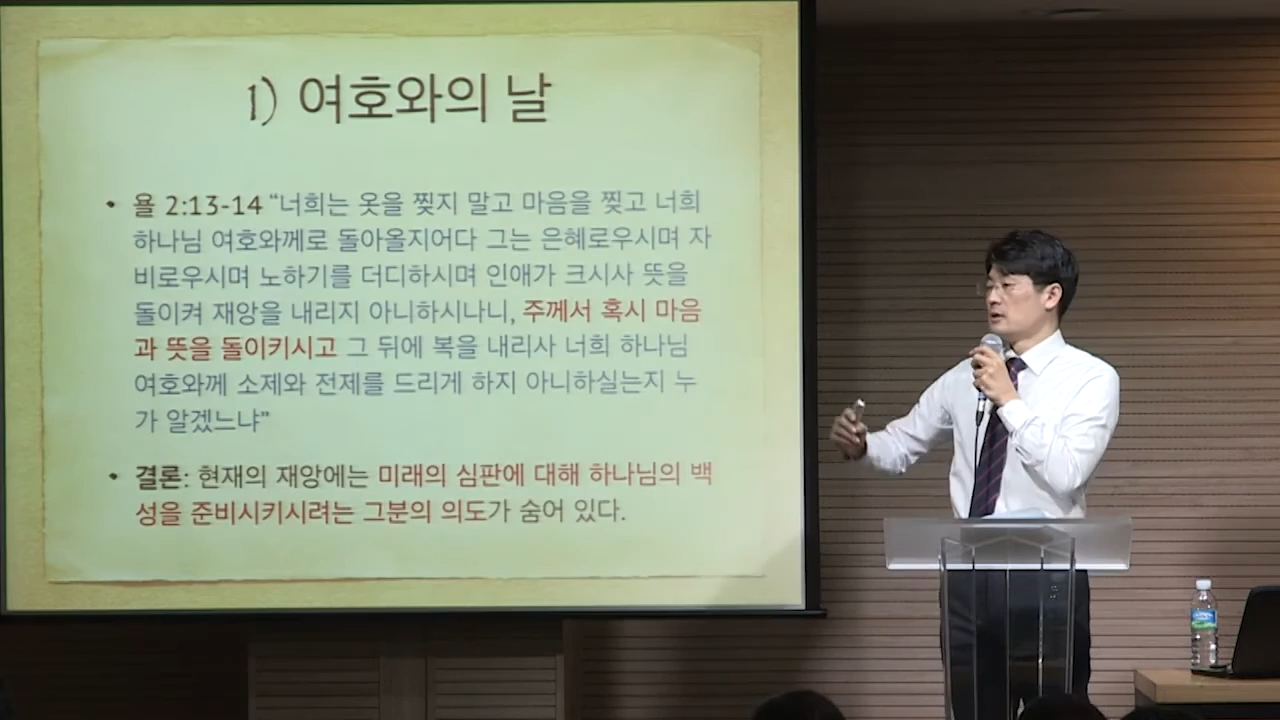 1) 여호와의 날
• 욜 2:13-14 “너희는 옷을 찢지 말고 마음을 찢고 너희
하나님 여호와께로 돌아올지어다 그는 은혜로우시며 자
비로우시며 노하기를 더디하시며 인애가 크시사 뜻을
돌이켜 재앙을 내리지 아니하시나니, 주께서 혹시 마음
과 뜻을 돌이키시고 그 뒤에 복을 내리사 너희 하나님
여호와께 소제와 전제를 드리게 하지 아니하실는지 누
가 알겠느냐”
• 결론: 현재의 재앙에는 미래의 심판에 대해 하나님의 백
성을 준비시키시려는 그분의 의도가 숨어 있다.